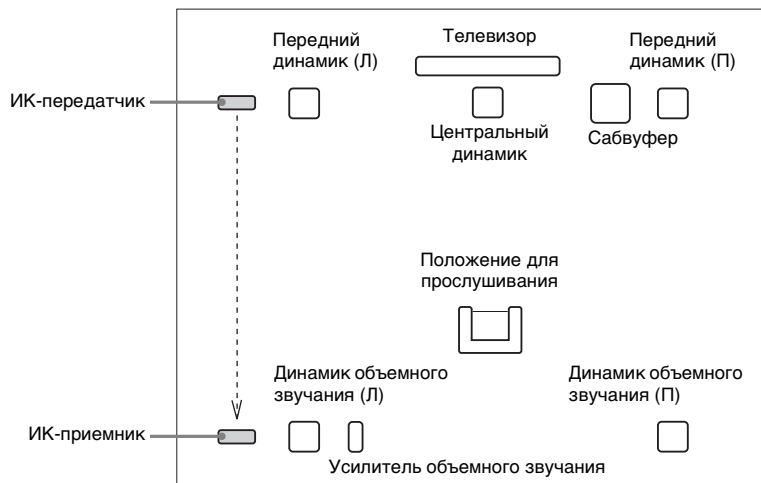 Передний
динамик (Л)
Телевизор
Передний
динамик (П)
ИК-передатчик
Центральный
динамик
Сабвуфер
Положение для
прослушивания
Динамик объемного
звучания (Л)
Динамик объемного
звучания (П)
ИК-приемник
Усилитель объемного звучания